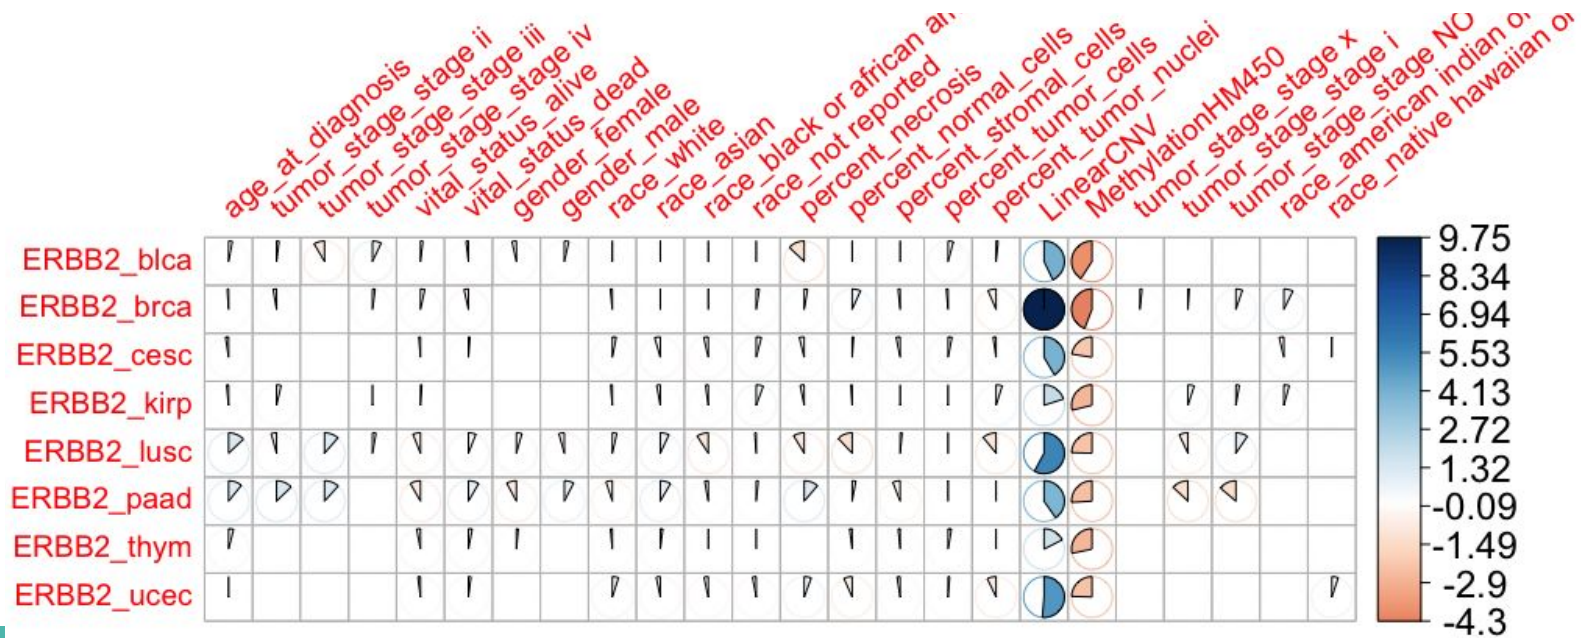 age_at_diagnosis
tumor_stage_stage ii
tumor_stage_stage iii
tumor_stage_stage iv
vital_status_alive
vital_status_dead
gender_female
gender_male
race_white
race_asian
race_black or african
race_not reported
percent_necrosis
percent_normal_cells
percent_stromal_cells
percent_tumor_cells
percent_tumor_nuclei
LinearCNV
MethylationHM450
tumor_stage_stage x
tumor_stage_stage i
tumor_stage_stage NO
race_american indian
race_native hawaiian
ERBB2_blca
ERBB2_brca
ERBB2_cesc
ERBB2_kirp
ERBB2_lusc
ERBB2_paad
ERBB2_thym
ERBB2_ucec
9.75
8.34
6.94
5.53
4.13
2.72
1.32
-0.09
-1.49
-2.9
-4.3